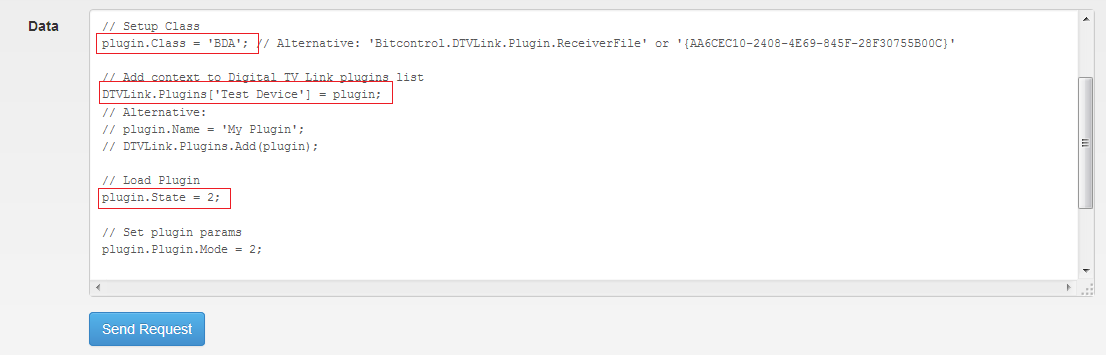 Data
// Setup Class
plugin.Class = 'BDA'; // Alternative: 'Bitcontrol.DTVLink.Plugin.ReceiverFile' or '{AA6CEC10-2408-4E69-845F-28F30755B00C}'
// Add context to Digital TV Link plugins list
DTVLink.Plugins['Test Device'] = plugin;
// Alternative:
// plugin.Name = 'My Plugin';
// DTVLink.Plugins.Add(plugin);
// Load Plugin
plugin.State = 2;
// Set plugin params
plugin.Plugin.Mode = 2;
Send Request